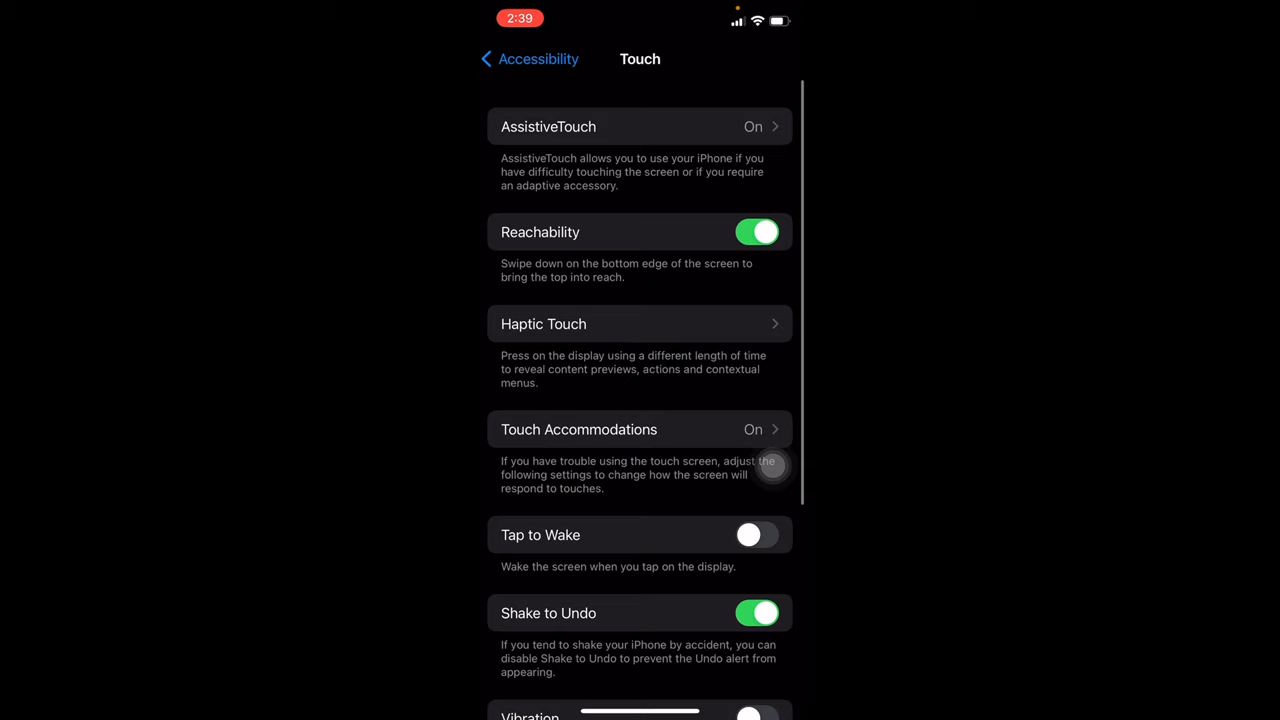 2:39
Accessibility
Touch
AssistiveTouch On
AssistiveTouch allows you to use your iPhone if you
have difficulty touching the screen or if you require
an adaptive accessory.
Reachability
Swipe down on the bottom edge of the screen to
bring the top into reach.
Haptic Touch
Press on the display using a different length of time
to reveal content previews, actions and contextual
menus.
Touch Accommodations On
If you have trouble using the touch screen, adjust the
following settings to change how the screen will
respond to touches.
Tap to Wake
Wake the screen when you tap on the display.
Shake to Undo
If you tend to shake your iPhone by accident, you can
disable Shake to Undo to prevent the Undo alert from
appearing.
Vibration